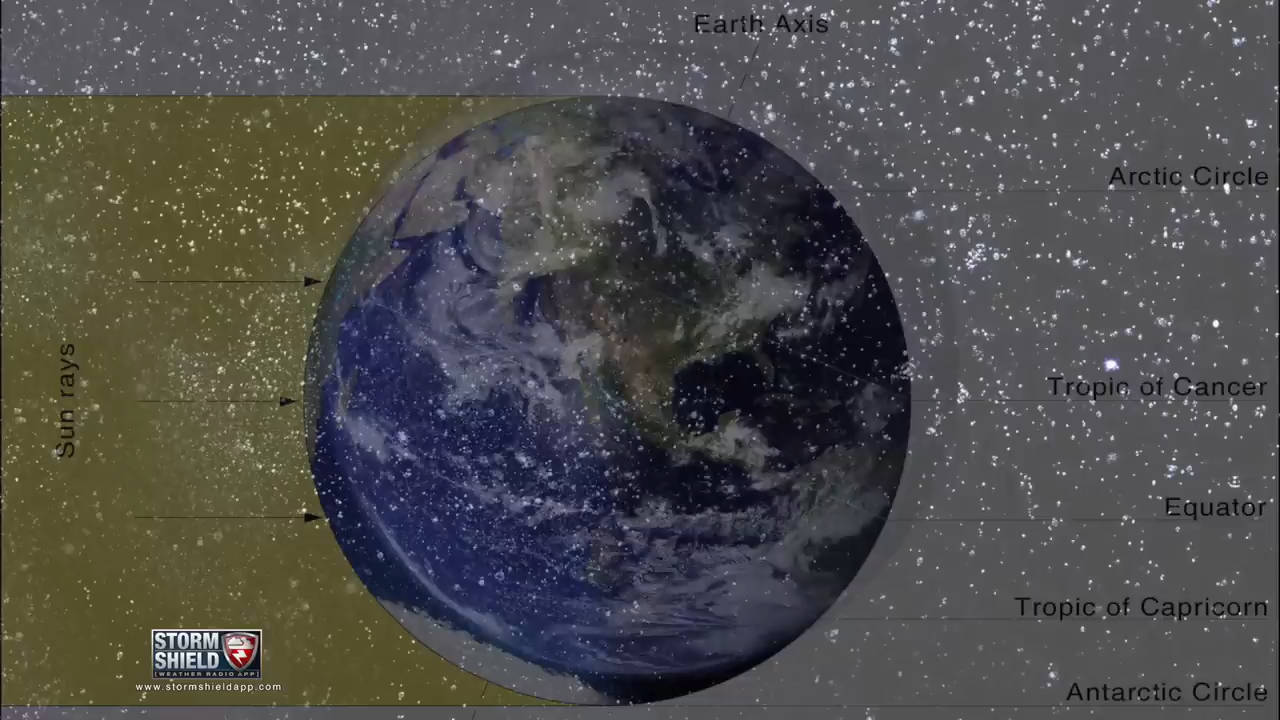 Earth Axis
Arctic Circle
Sun rays
Tropic of Cancer
Equator
Tropic of Capricorn
STORM
SHIELD
[WEATHER RADIO APP]
www.stormshieldapp.com
Antarctic Circle